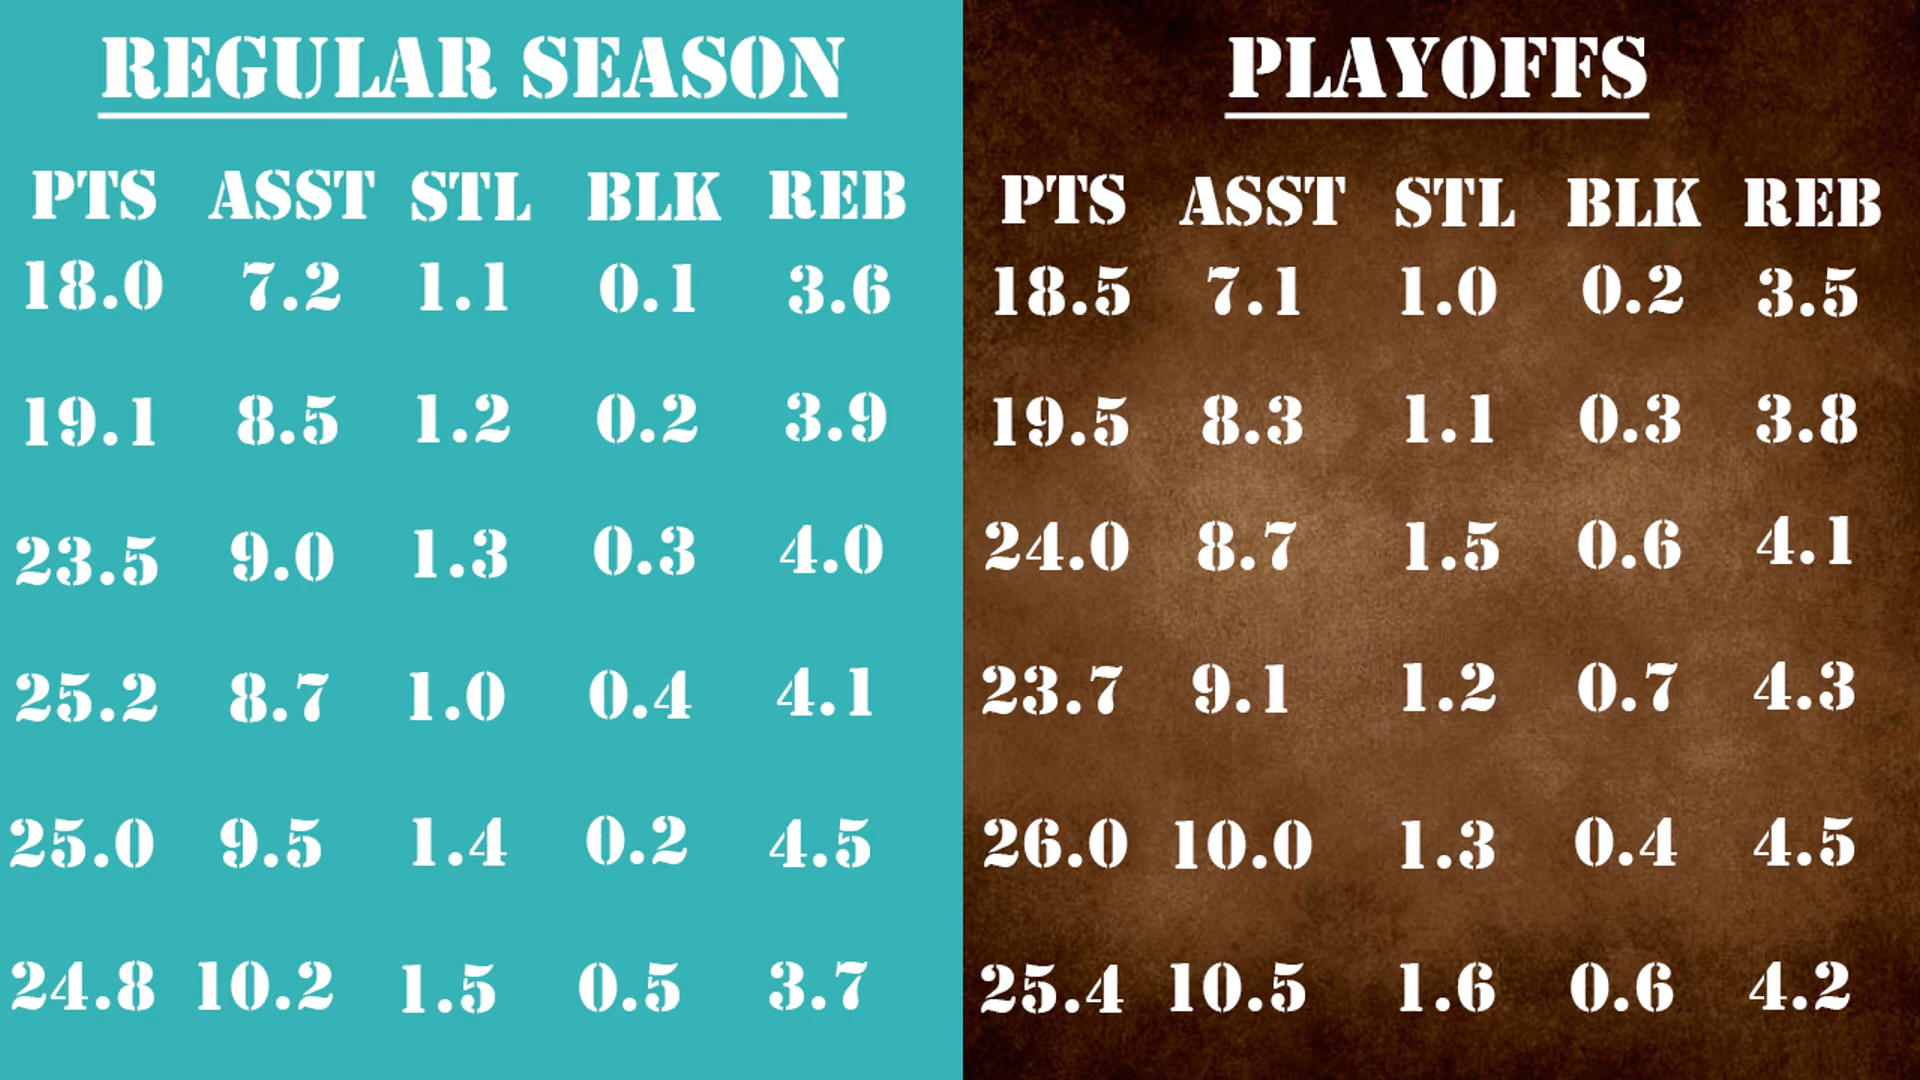 REGULAR SEASON
PTS ASST STL BLK REB
18.0 7.2 1.1 0.1 3.6
19.1 8.5 1.2 0.2 3.9
23.5 9.0 1.3 0.3 4.0
25.2 8.7 1.0 0.4 4.1
25.0 9.5 1.4 0.2 4.5
24.8 10.2 1.5 0.5 3.7
PLAYOFFS
PTS ASST STL BLK REB
18.5 7.1 1.0 0.2 3.5
19.5 8.3 1.1 0.3 3.8
24.0 8.7 1.5 0.6 4.1
23.7 9.1 1.2 0.7 4.3
26.0 10.0 1.3 0.4 4.5
25.4 10.5 1.6 0.6 4.2